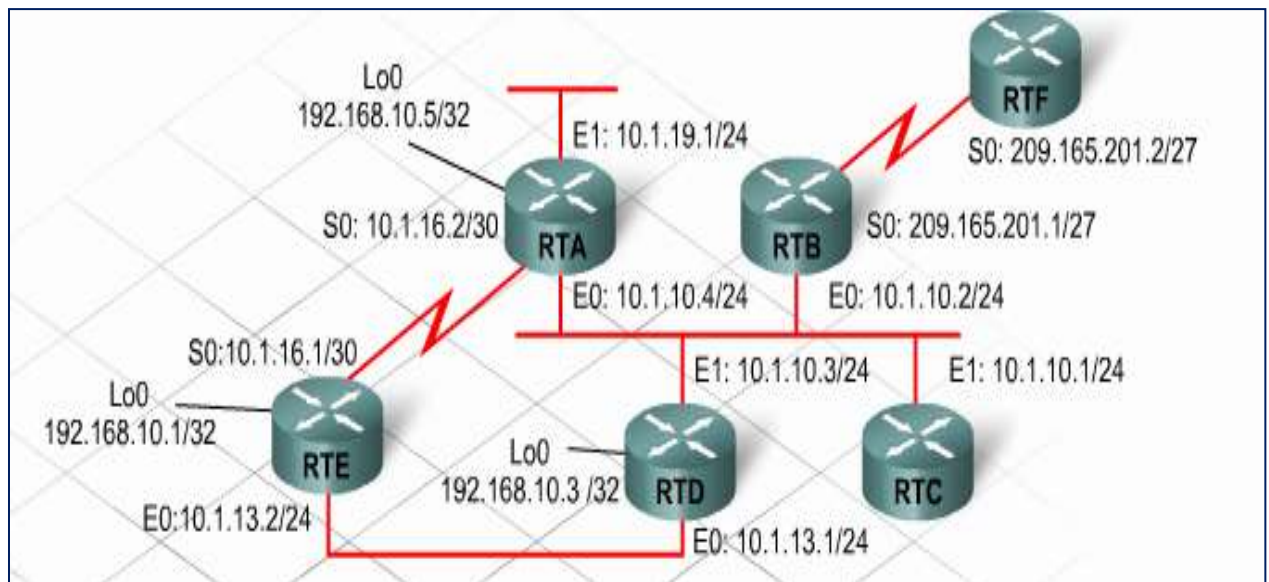 RTF
Lo0
192.168.10.5/32
E1: 10.1.19.1/24
S0: 209.165.201.2/27
S0: 10.1.16.2/30
RTA
RTB
S0: 209.165.201.1/27
E0: 10.1.10.4/24
E0: 10.1.10.2/24
S0:10.1.16.1/30
E1: 10.1.10.3/24
E1: 10.1.10.1/24
Lo0
192.168.10.1/32
RTE
Lo0
192.168.10.3 /32
RTD
RTC
E0:10.1.13.2/24
E0: 10.1.13.1/24